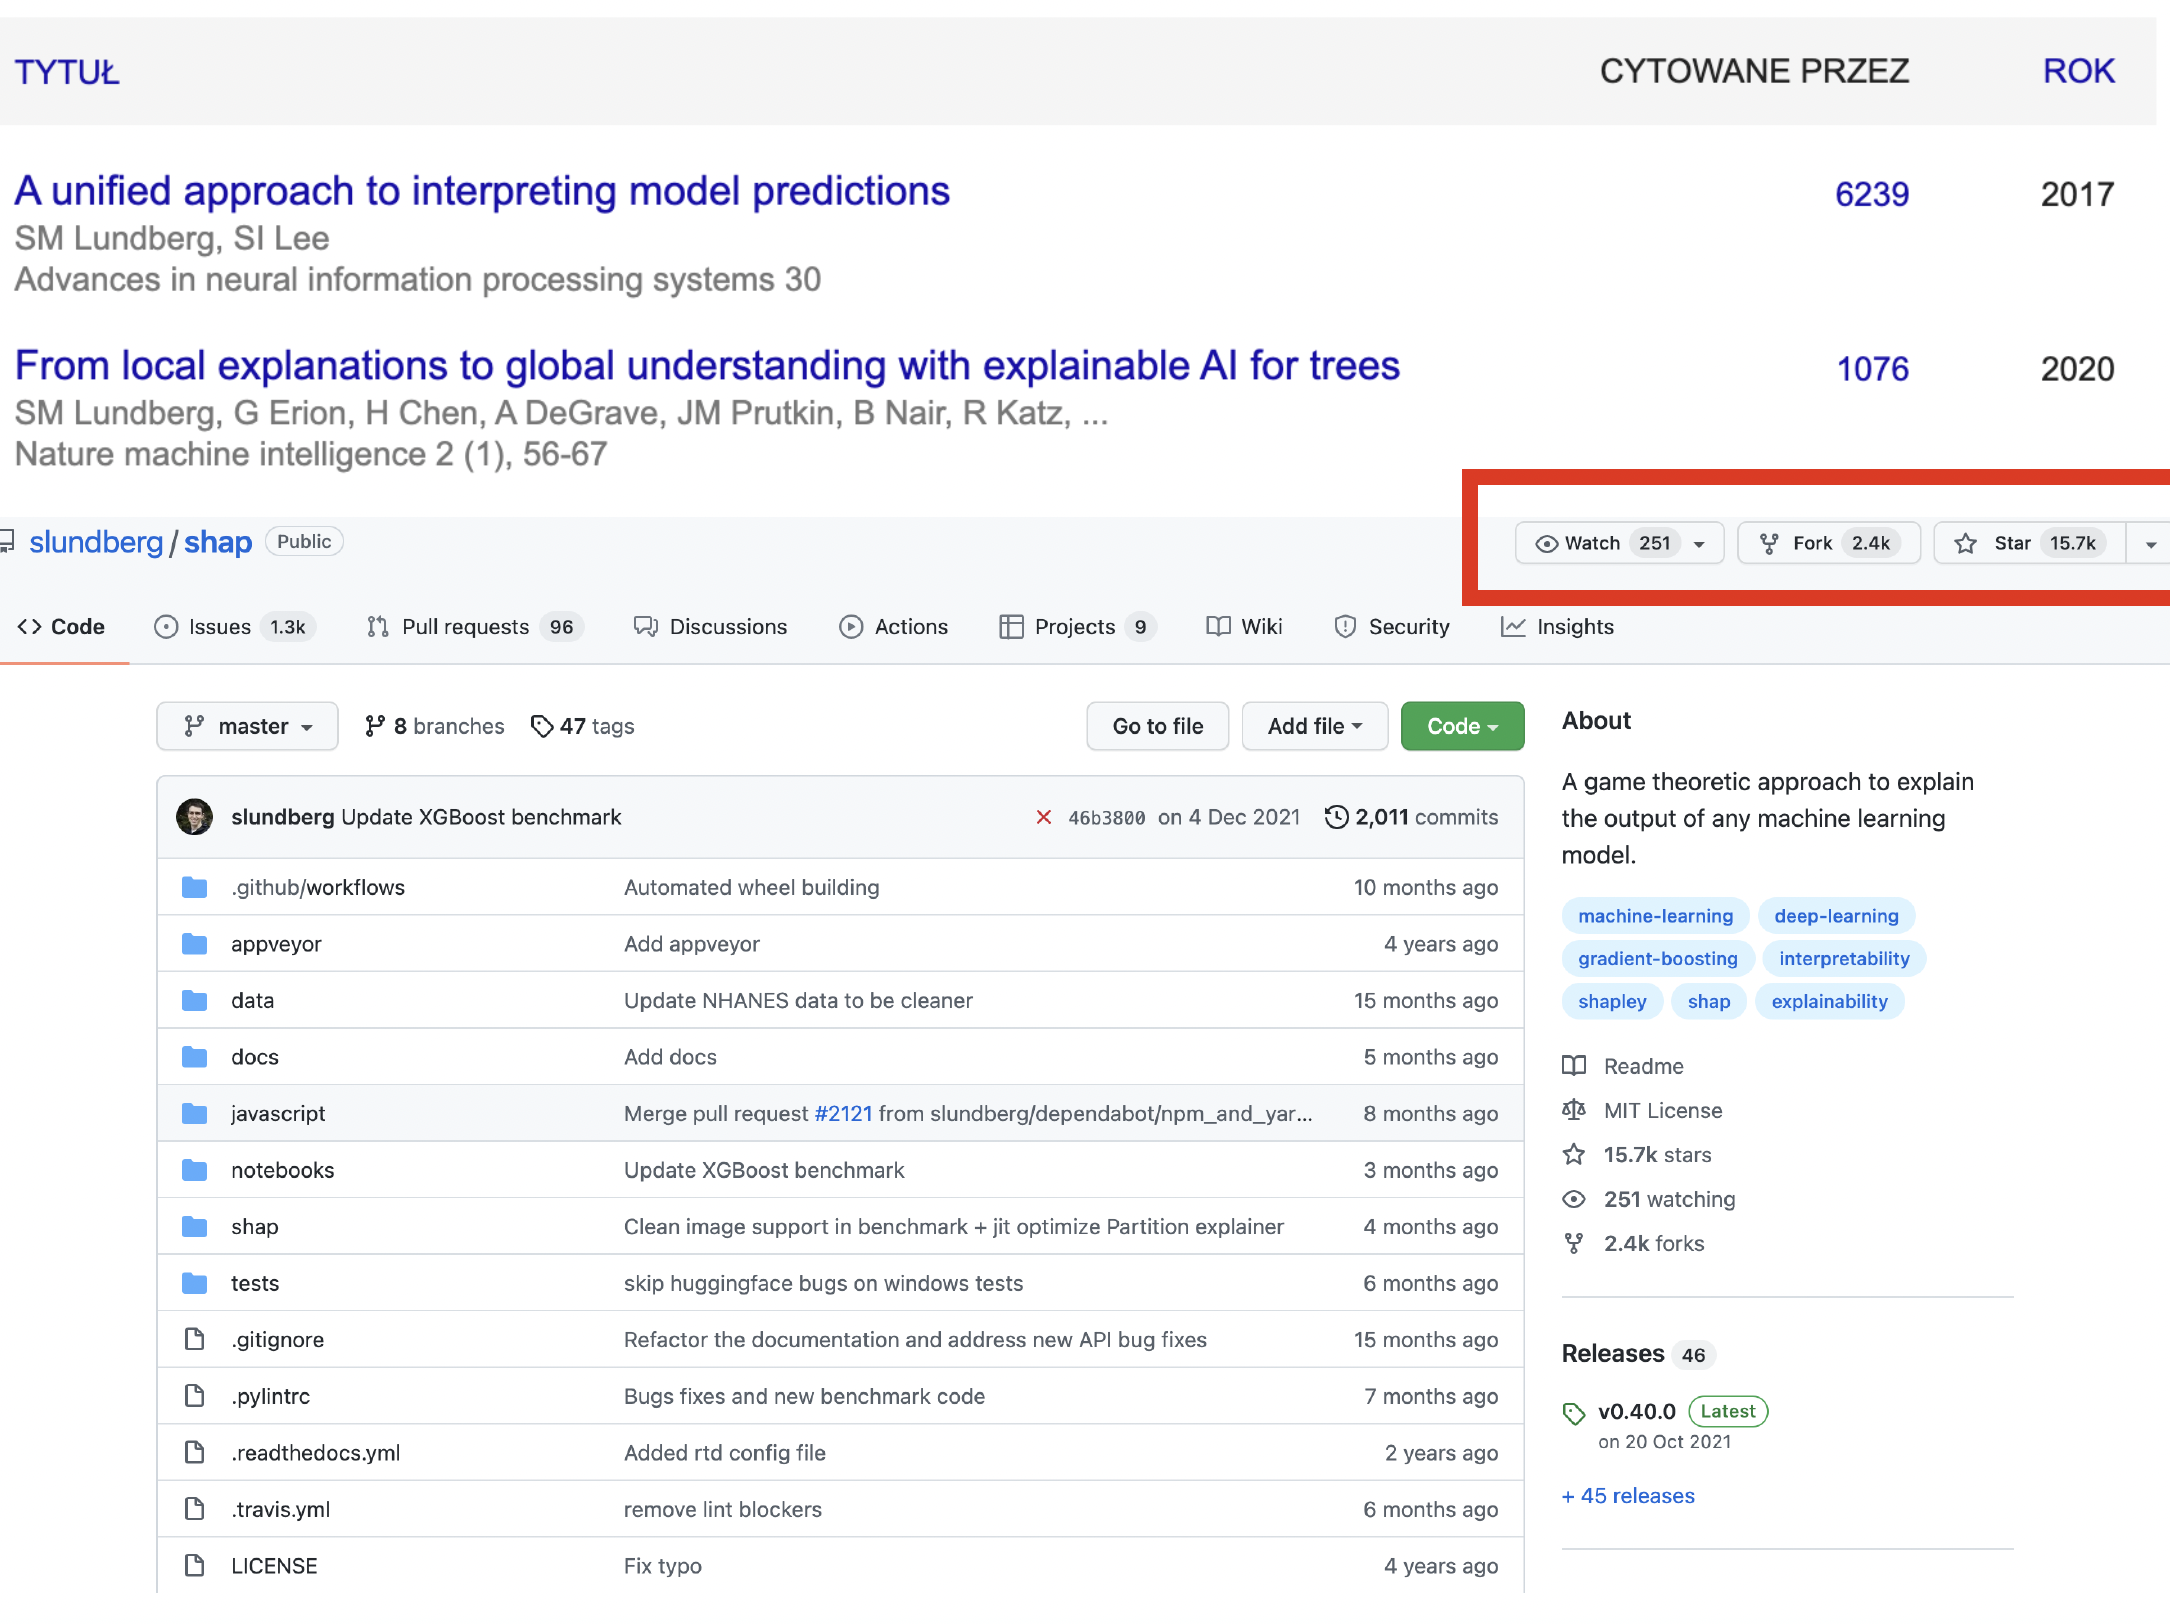 TYTUŁ CYTOWANE PRZEZ ROK
A unified approach to interpreting model predictions 6239 2017
SM Lundberg, SI Lee
Advances in neural information processing systems 30
From local explanations to global understanding with explainable AI for trees 1076 2020
SM Lundberg, G Erion, H Chen, A DeGrave, JM Prutkin, B Nair, R Katz, ...
Nature machine intelligence 2 (1), 56-67
slundberg / shap Public Watch 251 Fork 2.4k Star 15.7k
<> Code Issues 1.3k Pull requests 96 Discussions Actions Projects 9 Wiki Security Insights
master 8 branches 47 tags Go to file Add file Code
slundberg Update XGBoost benchmark 46b3800 on 4 Dec 2021 2,011 commits
.github/workflows Automated wheel building 10 months ago
appveyor Add appveyor 4 years ago
data Update NHANES data to be cleaner 15 months ago
docs Add docs 5 months ago
javascript Merge pull request #2121 from slundberg/dependabot/npm_and_yar... 8 months ago
notebooks Update XGBoost benchmark 3 months ago
shap Clean image support in benchmark + jit optimize Partition explainer 4 months ago
tests skip huggingface bugs on windows tests 6 months ago
.gitignore Refactor the documentation and address new API bug fixes 15 months ago
.pylintrc Bugs fixes and new benchmark code 7 months ago
.readthedocs.yml Added rtd config file 2 years ago
.travis.yml remove lint blockers 6 months ago
LICENSE Fix typo 4 years ago
About
A game theoretic approach to explain
the output of any machine learning
model.
machine-learning deep-learning
gradient-boosting interpretability
shapley shap explainability
Readme
MIT License
15.7k stars
251 watching
2.4k forks
Releases 46
v0.40.0 Latest
on 20 Oct 2021
+ 45 releases